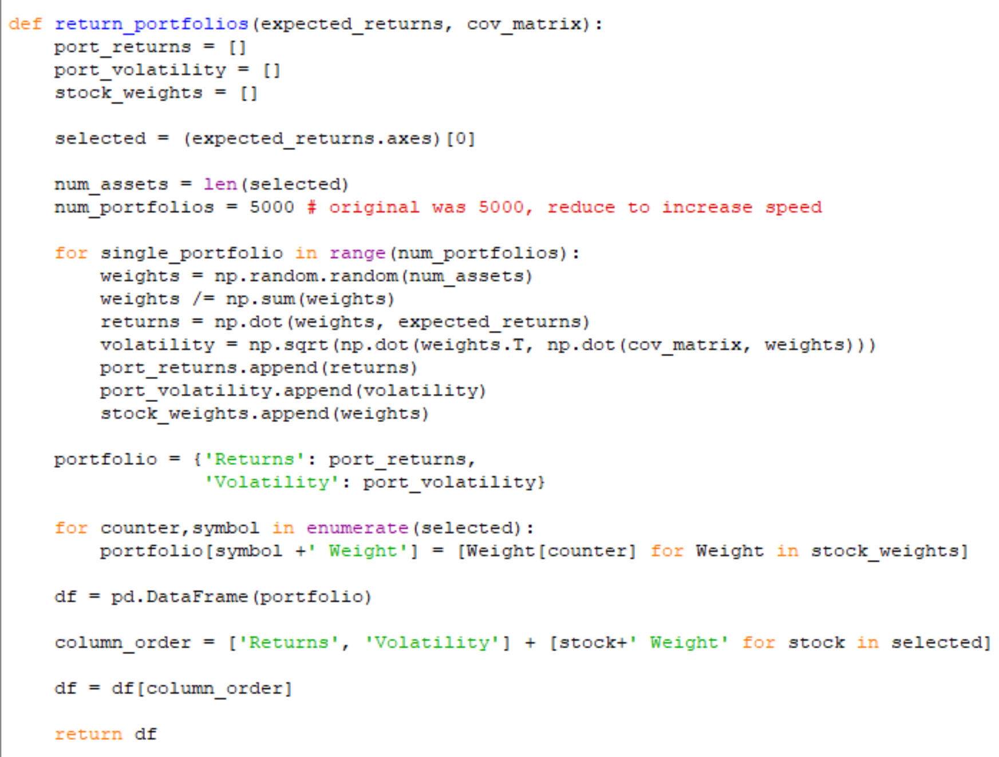 def return_portfolios(expected_returns, cov_matrix):
    port_returns = []
    port_volatility = []
    stock_weights = []

    selected = (expected_returns.axes)[0]

    num_assets = len(selected)
    num_portfolios = 5000 # original was 5000, reduce to increase speed

    for single_portfolio in range(num_portfolios):
        weights = np.random.random(num_assets)
        weights /= np.sum(weights)
        returns = np.dot(weights, expected_returns)
        volatility = np.sqrt(np.dot(weights.T, np.dot(cov_matrix, weights)))
        port_returns.append(returns)
        port_volatility.append(volatility)
        stock_weights.append(weights)

    portfolio = {'Returns': port_returns,
                 'Volatility': port_volatility}

    for counter,symbol in enumerate(selected):
        portfolio[symbol +' Weight'] = [Weight[counter] for Weight in stock_weights]

    df = pd.DataFrame(portfolio)

    column_order = ['Returns', 'Volatility'] + [stock+' Weight' for stock in selected]

    df = df[column_order]

    return df